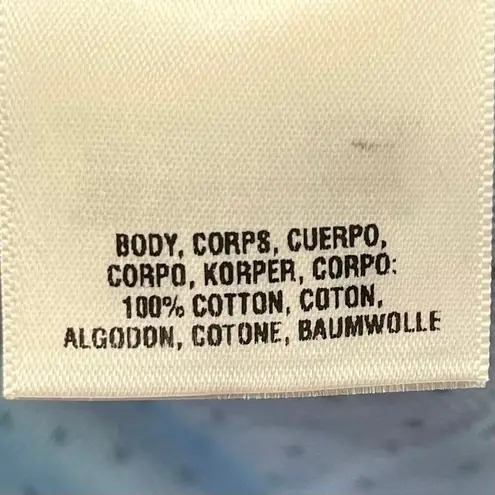 BODY, CORPS, CUERPO,
CORPO, KORPER, CORPO:
100% COTTON, COTON,
ALGODON, COTONE, BAUMWOLLE